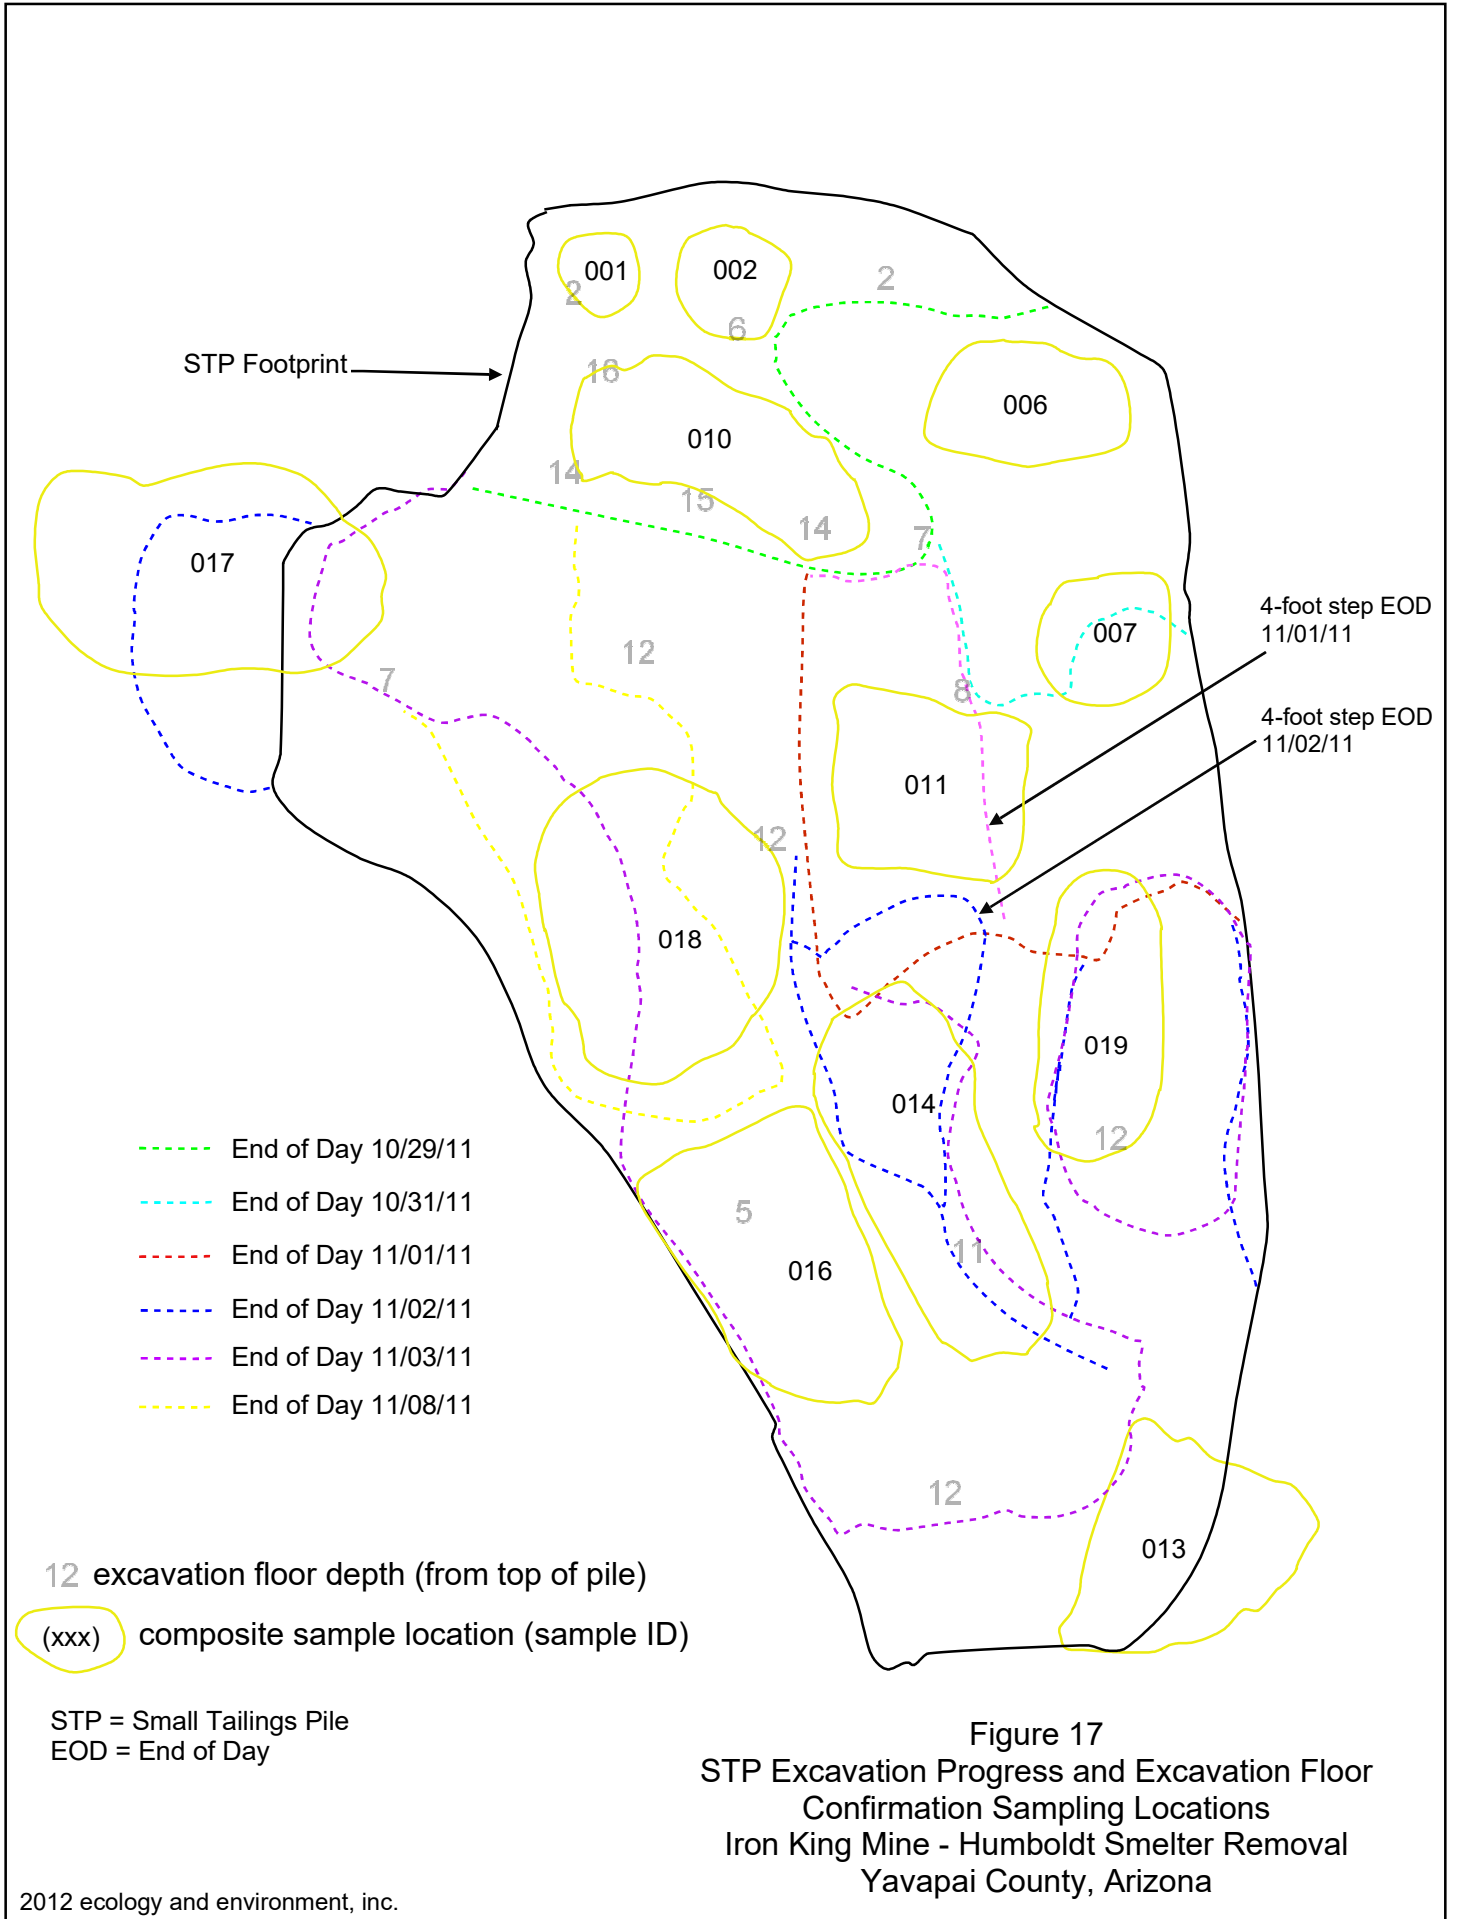 001
002
2
2
6
STP Footprint
16
006
010
14
15
14
7
017
4-foot step EOD
11/01/11
007
12
7
8
4-foot step EOD
11/02/11
011
12
018
019
014
12
End of Day 10/29/11
End of Day 10/31/11
5
End of Day 11/01/11
11
016
End of Day 11/02/11
End of Day 11/03/11
End of Day 11/08/11
12
013
12 excavation floor depth (from top of pile)
(xxx) composite sample location (sample ID)
STP = Small Tailings Pile
EOD = End of Day
Figure 17
STP Excavation Progress and Excavation Floor
Confirmation Sampling Locations
Iron King Mine - Humboldt Smelter Removal
Yavapai County, Arizona
2012 ecology and environment, inc.